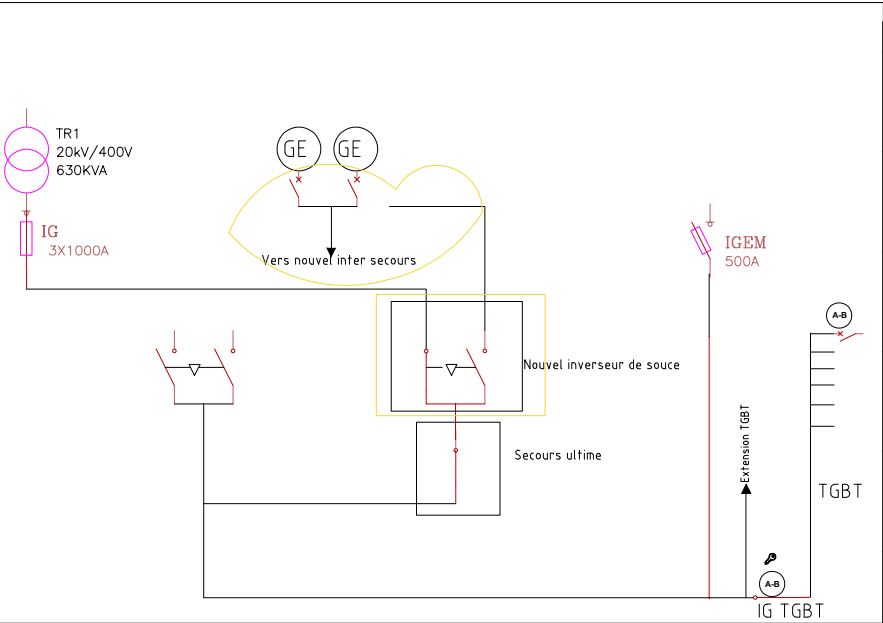 TR1
20kV/400V
630KVA
GE
GE
IG
3X1000A
Vers nouvel inter secours
IGEM
500A
A-B
Nouvel inverseur de souce
Secours ultime
Extension TGBT
TGBT
A-B
IG TGBT